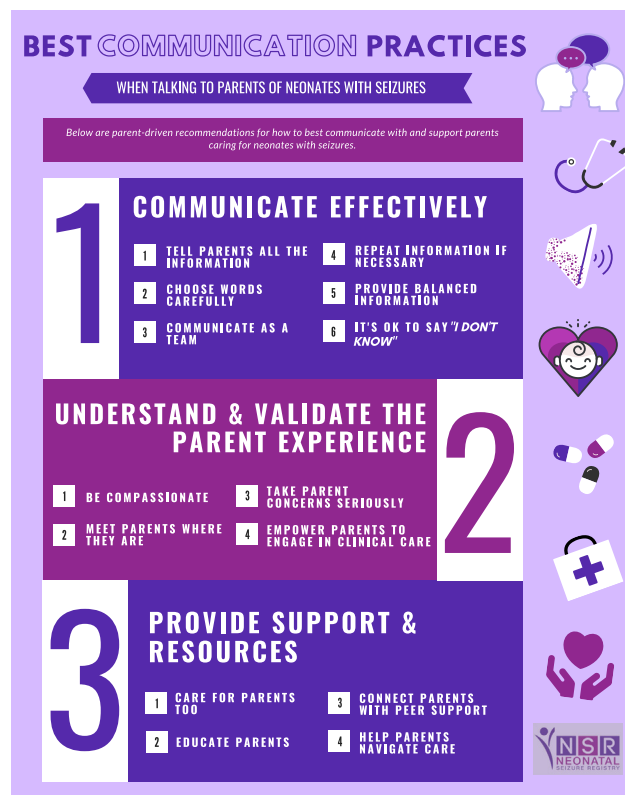 BEST COMMUNICATION PRACTICES
WHEN TALKING TO PARENTS OF NEONATES WITH SEIZURES
Below are parent-driven recommendations for how to best communicate with and support parents
caring for neonates with seizures.
1
COMMUNICATE EFFECTIVELY
1 TELL PARENTS ALL THE
INFORMATION
2 CHOOSE WORDS
CAREFULLY
3 COMMUNICATE AS A
TEAM
4 REPEAT INFORMATION IF
NECESSARY
5 PROVIDE BALANCED
INFORMATION
6 IT'S OK TO SAY "I DON'T
KNOW"
2
UNDERSTAND & VALIDATE THE
PARENT EXPERIENCE
1 BE COMPASSIONATE
2 MEET PARENTS WHERE
THEY ARE
3 TAKE PARENT
CONCERNS SERIOUSLY
4 EMPOWER PARENTS TO
ENGAGE IN CLINICAL CARE
3
PROVIDE SUPPORT &
RESOURCES
1 CARE FOR PARENTS
TOO
2 EDUCATE PARENTS
3 CONNECT PARENTS
WITH PEER SUPPORT
4 HELP PARENTS
NAVIGATE CARE
NSR
NEONATAL
SEIZURE REGISTRY